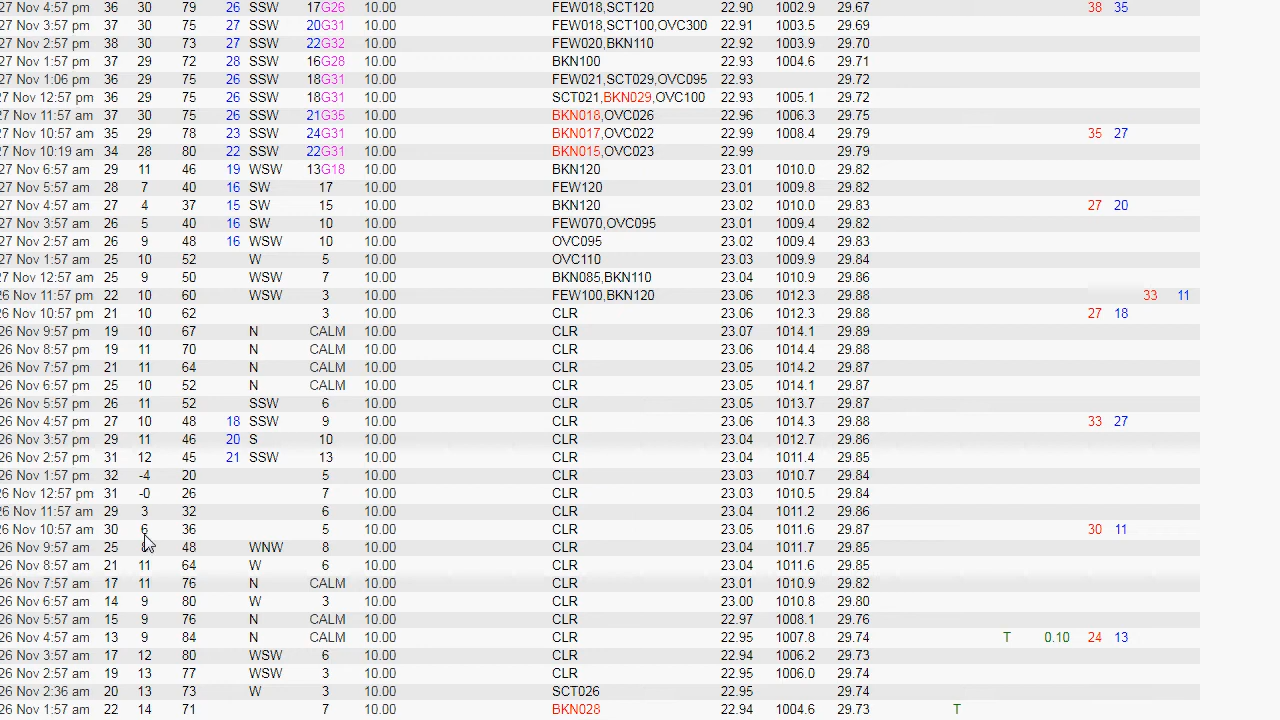 27 Nov 4:57 pm 36 30 79 26 SSW 17G26 10.00 FEW018,SCT120 22.90 1002.9 29.67 38 35
27 Nov 3:57 pm 37 30 75 27 SSW 20G31 10.00 FEW018,SCT100,OVC300 22.91 1003.5 29.69
27 Nov 2:57 pm 38 30 73 27 SSW 22G32 10.00 FEW020,BKN110 22.92 1003.9 29.70
27 Nov 1:57 pm 37 29 72 28 SSW 16G28 10.00 BKN100 22.93 1004.6 29.71
27 Nov 1:06 pm 36 29 75 26 SSW 18G31 10.00 FEW021,SCT029,OVC095 22.93 29.72
27 Nov 12:57 pm 36 29 75 26 SSW 18G31 10.00 SCT021,BKN029,OVC100 22.93 1005.1 29.72
27 Nov 11:57 am 37 30 75 26 SSW 21G35 10.00 BKN018,OVC026 22.96 1006.3 29.75
27 Nov 10:57 am 35 29 78 23 SSW 24G31 10.00 BKN017,OVC022 22.99 1008.4 29.79 35 27
27 Nov 10:19 am 34 28 80 22 SSW 22G31 10.00 BKN015,OVC023 22.99 29.79
27 Nov 6:57 am 29 11 46 19 WSW 13G18 10.00 BKN120 23.01 1010.0 29.82
27 Nov 5:57 am 28 7 40 16 SW 17 10.00 FEW120 23.01 1009.8 29.82
27 Nov 4:57 am 27 4 37 15 SW 15 10.00 BKN120 23.02 1010.0 29.83 27 20
27 Nov 3:57 am 26 5 40 16 SW 10 10.00 FEW070,OVC095 23.01 1009.4 29.82
27 Nov 2:57 am 26 9 48 16 WSW 10 10.00 OVC095 23.02 1009.4 29.83
27 Nov 1:57 am 25 10 52 W 5 10.00 OVC110 23.03 1009.9 29.84
27 Nov 12:57 am 25 9 50 WSW 7 10.00 BKN085,BKN110 23.04 1010.9 29.86
26 Nov 11:57 pm 22 10 60 WSW 3 10.00 FEW100,BKN120 23.06 1012.3 29.88 33 11
26 Nov 10:57 pm 21 10 62 3 10.00 CLR 23.06 1012.3 29.88 27 18
26 Nov 9:57 pm 19 10 67 N CALM 10.00 CLR 23.07 1014.1 29.89
26 Nov 8:57 pm 19 11 70 N CALM 10.00 CLR 23.06 1014.4 29.88
26 Nov 7:57 pm 21 11 64 N CALM 10.00 CLR 23.05 1014.2 29.87
26 Nov 6:57 pm 25 10 52 N CALM 10.00 CLR 23.05 1014.1 29.87
26 Nov 5:57 pm 26 11 52 SSW 6 10.00 CLR 23.05 1013.7 29.87
26 Nov 4:57 pm 27 10 48 18 SSW 9 10.00 CLR 23.06 1014.3 29.88 33 27
26 Nov 3:57 pm 29 11 46 20 S 10 10.00 CLR 23.04 1012.7 29.86
26 Nov 2:57 pm 31 12 45 21 SSW 13 10.00 CLR 23.04 1011.4 29.85
26 Nov 1:57 pm 32 -4 20 5 10.00 CLR 23.03 1010.7 29.84
26 Nov 12:57 pm 31 -0 26 7 10.00 CLR 23.03 1010.5 29.84
26 Nov 11:57 am 29 3 32 6 10.00 CLR 23.04 1011.2 29.86
26 Nov 10:57 am 30 6 36 5 10.00 CLR 23.05 1011.6 29.87 30 11
26 Nov 9:57 am 25 48 WNW 8 10.00 CLR 23.04 1011.7 29.85
26 Nov 8:57 am 21 11 64 W 6 10.00 CLR 23.04 1011.6 29.85
26 Nov 7:57 am 17 11 76 N CALM 10.00 CLR 23.01 1010.9 29.82
26 Nov 6:57 am 14 9 80 W 3 10.00 CLR 23.00 1010.8 29.80
26 Nov 5:57 am 15 9 76 N CALM 10.00 CLR 22.97 1008.1 29.76
26 Nov 4:57 am 13 9 84 N CALM 10.00 CLR 22.95 1007.8 29.74 T 0.10 24 13
26 Nov 3:57 am 17 12 80 WSW 6 10.00 CLR 22.94 1006.2 29.73
26 Nov 2:57 am 19 13 77 WSW 3 10.00 CLR 22.95 1006.0 29.74
26 Nov 2:36 am 20 13 73 W 3 10.00 SCT026 22.95 29.74
26 Nov 1:57 am 22 14 71 7 10.00 BKN028 22.94 1004.6 29.73 T